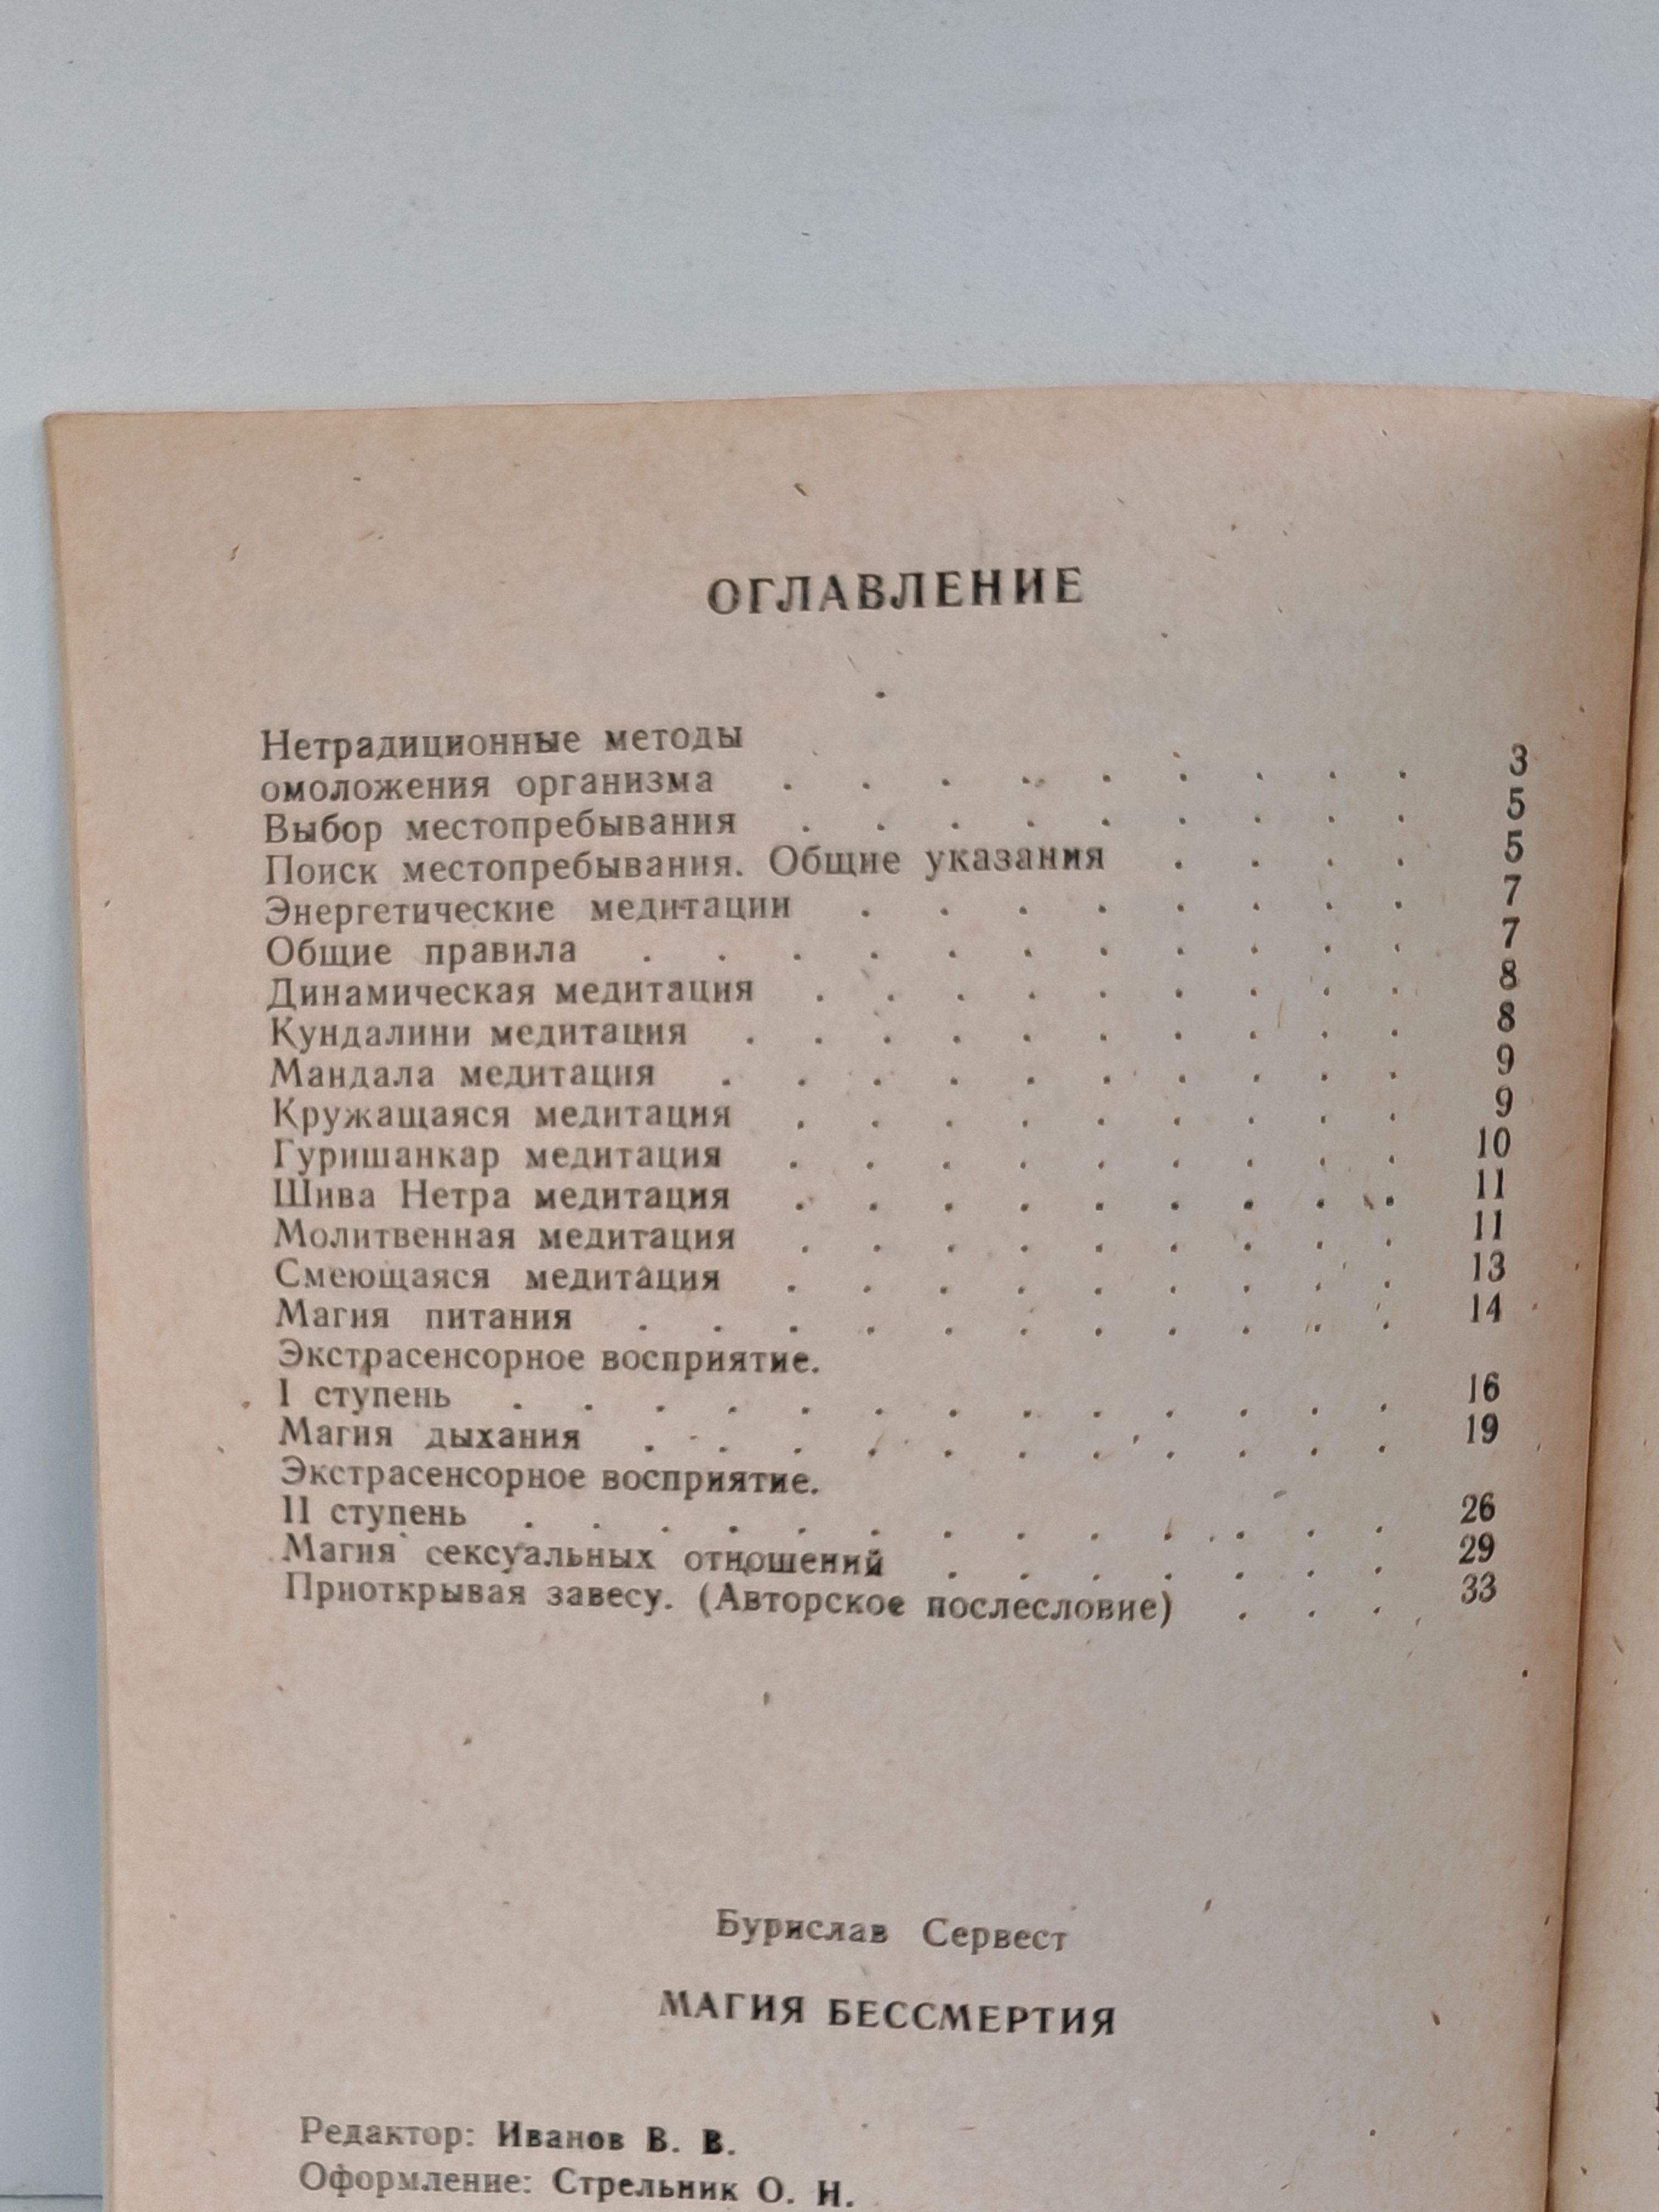 ОГЛАВЛЕНИЕ
Нетрадиционные методы
омоложения организма . . . . . . . . . 3
Выбор местопребывания . . . . . . . . . 5
Поиск местопребывания. Общие указания . . . . 5
Энергетические медитации . . . . . . . . 7
Общие правила . . . . . . . . . . . 7
Динамическая медитация . . . . . . . . . 8
Кундалини медитация . . . . . . . . . . 8
Мандала медитация . . . . . . . . . . 9
Кружащаяся медитация . . . . . . . . . 9
Гуришанкар медитация . . . . . . . . . 10
Шива Нетра медитация . . . . . . . . . 11
Молитвенная медитация . . . . . . . . . 11
Смеющаяся медитация . . . . . . . . . 13
Магия питания . . . . . . . . . . . 14
Экстрасенсорное восприятие.
I ступень . . . . . . . . . . . . . 16
Магия дыхания . . . . . . . . . . . 19
Экстрасенсорное восприятие.
II ступень . . . . . . . . . . . . . 26
Магия сексуальных отношений . . . . . . . 29
Приоткрывая завесу. (Авторское послесловие) . . . 33
Бурислав Сервест
МАГИЯ БЕССМЕРТИЯ
Редактор: Иванов В. В.
Оформление: Стрельник О. Н.